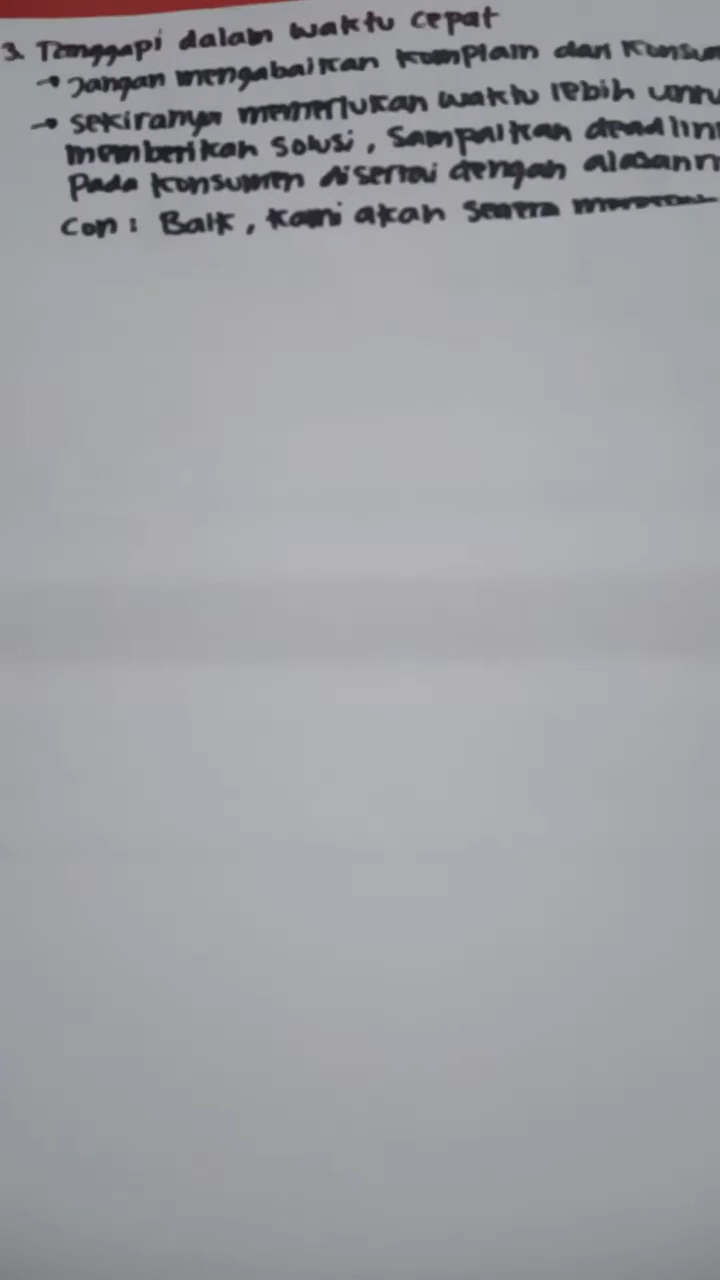 3. Tanggapi dalam waktu cepat
→ Jangan mengabaikan komplain dari konsu
→ sekiranya memerlukan waktu lebih untu
memberikan solusi, sampaikan deadlin
pada konsumen disertai dengan alasann
Con: Baik, kami akan segera